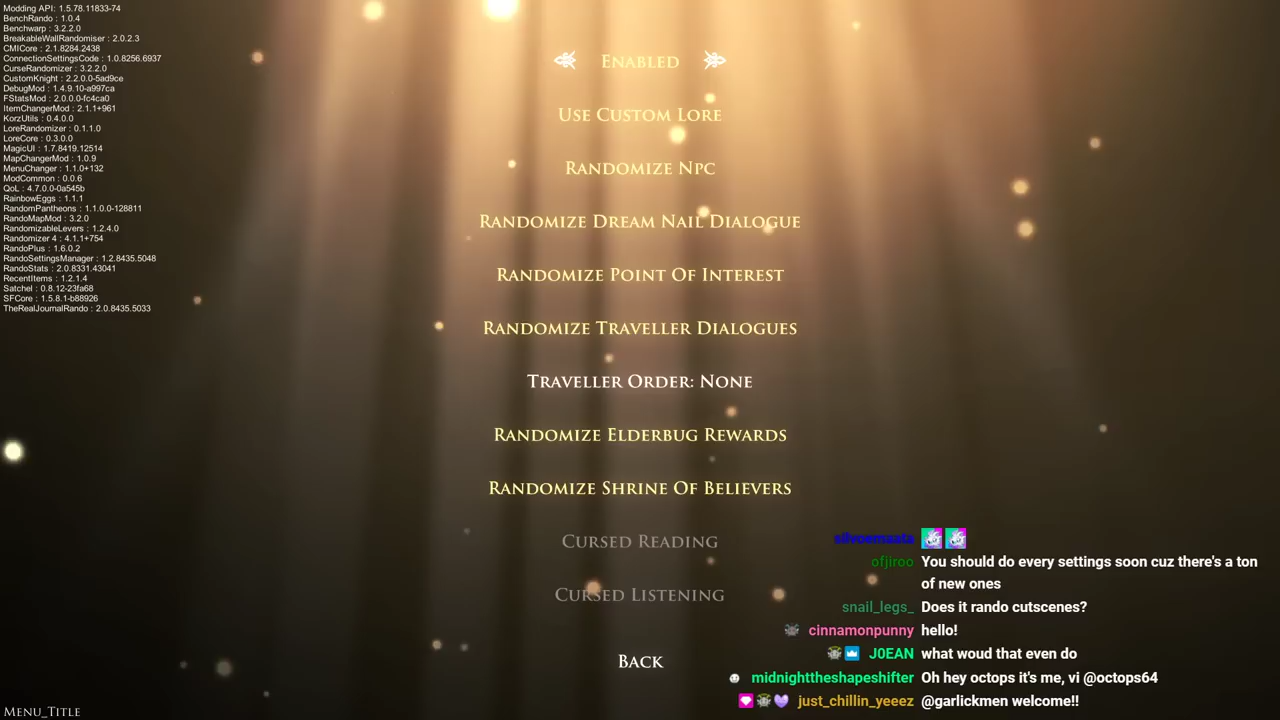 Modding API: 1.5.78.11833-74
BenchRando : 1.0.4
Benchwarp : 3.2.2.0
BreakableWallRandomiser : 2.0.2.3
CMICore : 2.1.8284.2438
ConnectionSettingsCode : 1.0.8256.6937
CurseRandomizer : 3.2.2.0
CustomKnight : 2.2.0.0-5ad9ce
DebugMod : 1.4.9.10-a997ca
FStatsMod : 2.0.0.0-fc4ca0
ItemChangerMod : 2.1.1+961
KorzUtils : 0.4.0.0
LoreRandomizer : 0.1.1.0
LoreCore : 0.3.0.0
MagicUI : 1.7.8419.12514
MapChangerMod : 1.0.9
MenuChanger : 1.1.0+132
ModCommon : 0.0.6
QoL : 4.7.0.0-0a545b
RainbowEggs : 1.1.1
RandomPantheons : 1.1.0.0-128811
RandoMapMod : 3.2.0
RandomizableLevers : 1.2.4.0
Randomizer 4 : 4.1.1+754
RandoPlus : 1.6.0.2
RandoSettingsManager : 1.2.8435.5048
RandoStats : 2.0.8331.43041
RecentItems : 1.2.1.4
Satchel : 0.8.12-23fa68
SFCore : 1.5.8.1-b88926
TheRealJournalRando : 2.0.8435.5033
Enabled
Use Custom Lore
Randomize Npc
Randomize Dream Nail Dialogue
Randomize Point Of Interest
Randomize Traveller Dialogues
Traveller Order: None
Randomize Elderbug Rewards
Randomize Shrine Of Believers
Cursed Reading
Cursed Listening
Back
ofjiroo You should do every settings soon cuz there's a ton
of new ones
snail_legs_ Does it rando cutscenes?
cinnamonpunny hello!
J0EAN what woud that even do
midnighttheshapeshifter Oh hey octops it's me, vi @octops64
just_chillin_yeeez @garlickmen welcome!!
Menu_Title